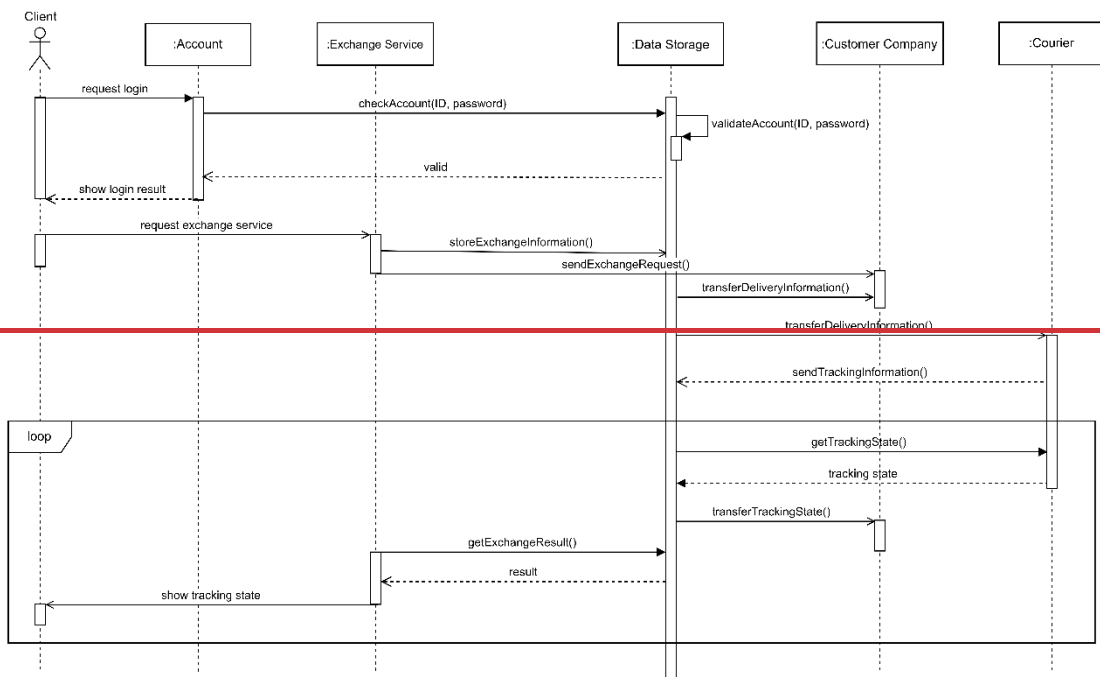 Client
:Account
:Exchange Service
:Data Storage
:Customer Company
:Courier
request login
checkAccount(ID, password)
validateAccount(ID, password)
valid
show login result
request exchange service
storeExchangeInformation()
sendExchangeRequest()
transferDeliveryInformation()
transferDeliveryInformation()
sendTrackingInformation()
loop
getTrackingState()
tracking state
transferTrackingState()
getExchangeResult()
result
show tracking state